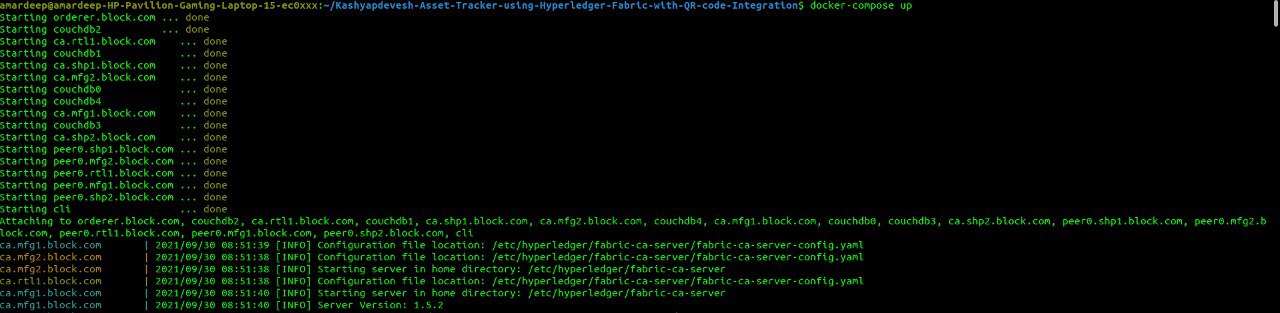 amardeep@amardeep-HP-Pavilion-Gaming-Laptop-15-ec0xxx:~/Kashyapdevesh-Asset-Tracker-using-Hyperledger-Fabric-with-QR-code-Integration$ docker-compose up
Starting orderer.block.com ... done
Starting couchdb2          ... done
Starting ca.rtl1.block.com    ... done
Starting couchdb1             ... done
Starting ca.shp1.block.com    ... done
Starting ca.mfg2.block.com    ... done
Starting couchdb0             ... done
Starting couchdb4             ... done
Starting ca.mfg1.block.com    ... done
Starting couchdb3             ... done
Starting ca.shp2.block.com    ... done
Starting peer0.shp1.block.com ... done
Starting peer0.mfg2.block.com ... done
Starting peer0.rtl1.block.com ... done
Starting peer0.mfg1.block.com ... done
Starting peer0.shp2.block.com ... done
Starting cli                  ... done
Attaching to orderer.block.com, couchdb2, ca.rtl1.block.com, couchdb1, ca.shp1.block.com, ca.mfg2.block.com, couchdb4, ca.mfg1.block.com, couchdb0, couchdb3, ca.shp2.block.com, peer0.shp1.block.com, peer0.mfg2.b
lock.com, peer0.rtl1.block.com, peer0.mfg1.block.com, peer0.shp2.block.com, cli
ca.mfg1.block.com       | 2021/09/30 08:51:39 [INFO] Configuration file location: /etc/hyperledger/fabric-ca-server/fabric-ca-server-config.yaml
ca.mfg2.block.com       | 2021/09/30 08:51:38 [INFO] Configuration file location: /etc/hyperledger/fabric-ca-server/fabric-ca-server-config.yaml
ca.mfg2.block.com       | 2021/09/30 08:51:38 [INFO] Starting server in home directory: /etc/hyperledger/fabric-ca-server
ca.rtl1.block.com       | 2021/09/30 08:51:38 [INFO] Configuration file location: /etc/hyperledger/fabric-ca-server/fabric-ca-server-config.yaml
ca.mfg1.block.com       | 2021/09/30 08:51:40 [INFO] Starting server in home directory: /etc/hyperledger/fabric-ca-server
ca.mfg1.block.com       | 2021/09/30 08:51:40 [INFO] Server Version: 1.5.2